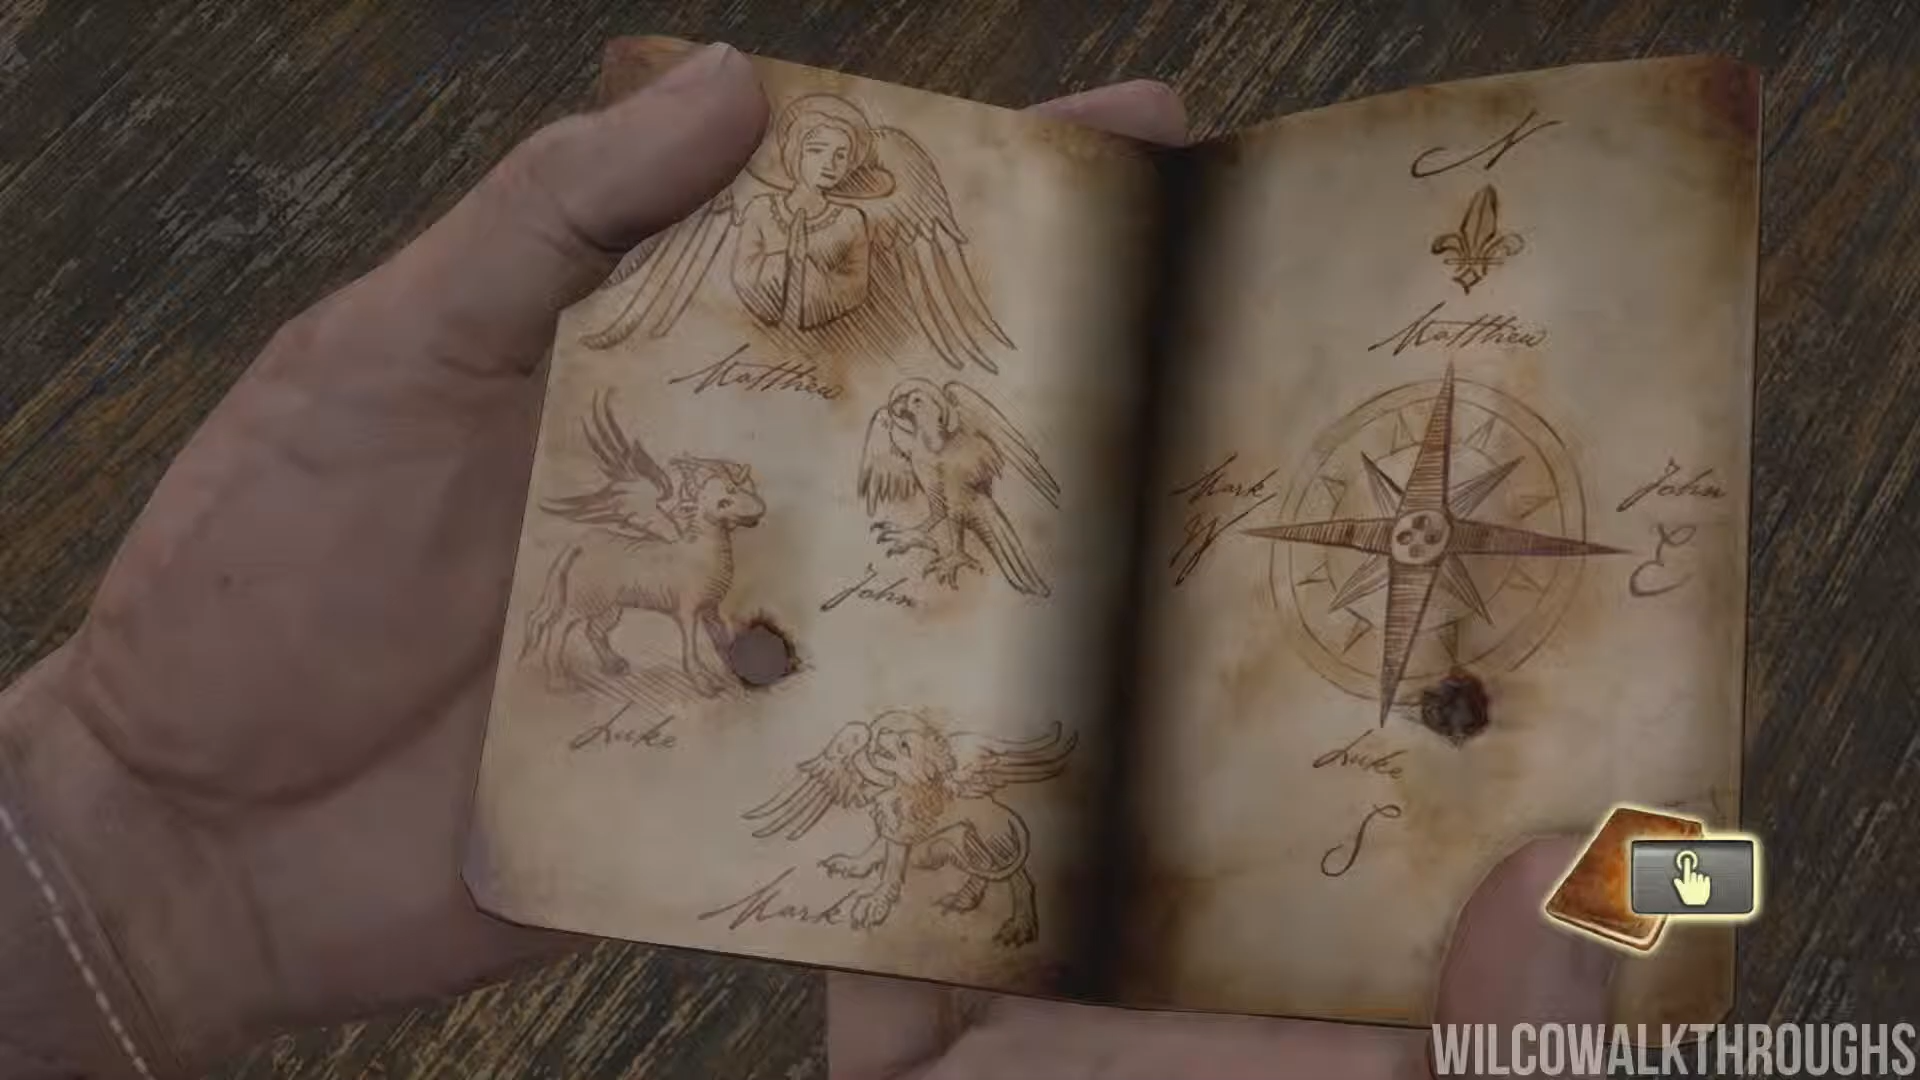 Matthew
John
Luke
Mark
N
Matthew
Mark
W
John
E
Luke
S
WILCOWALKTHROUGHS